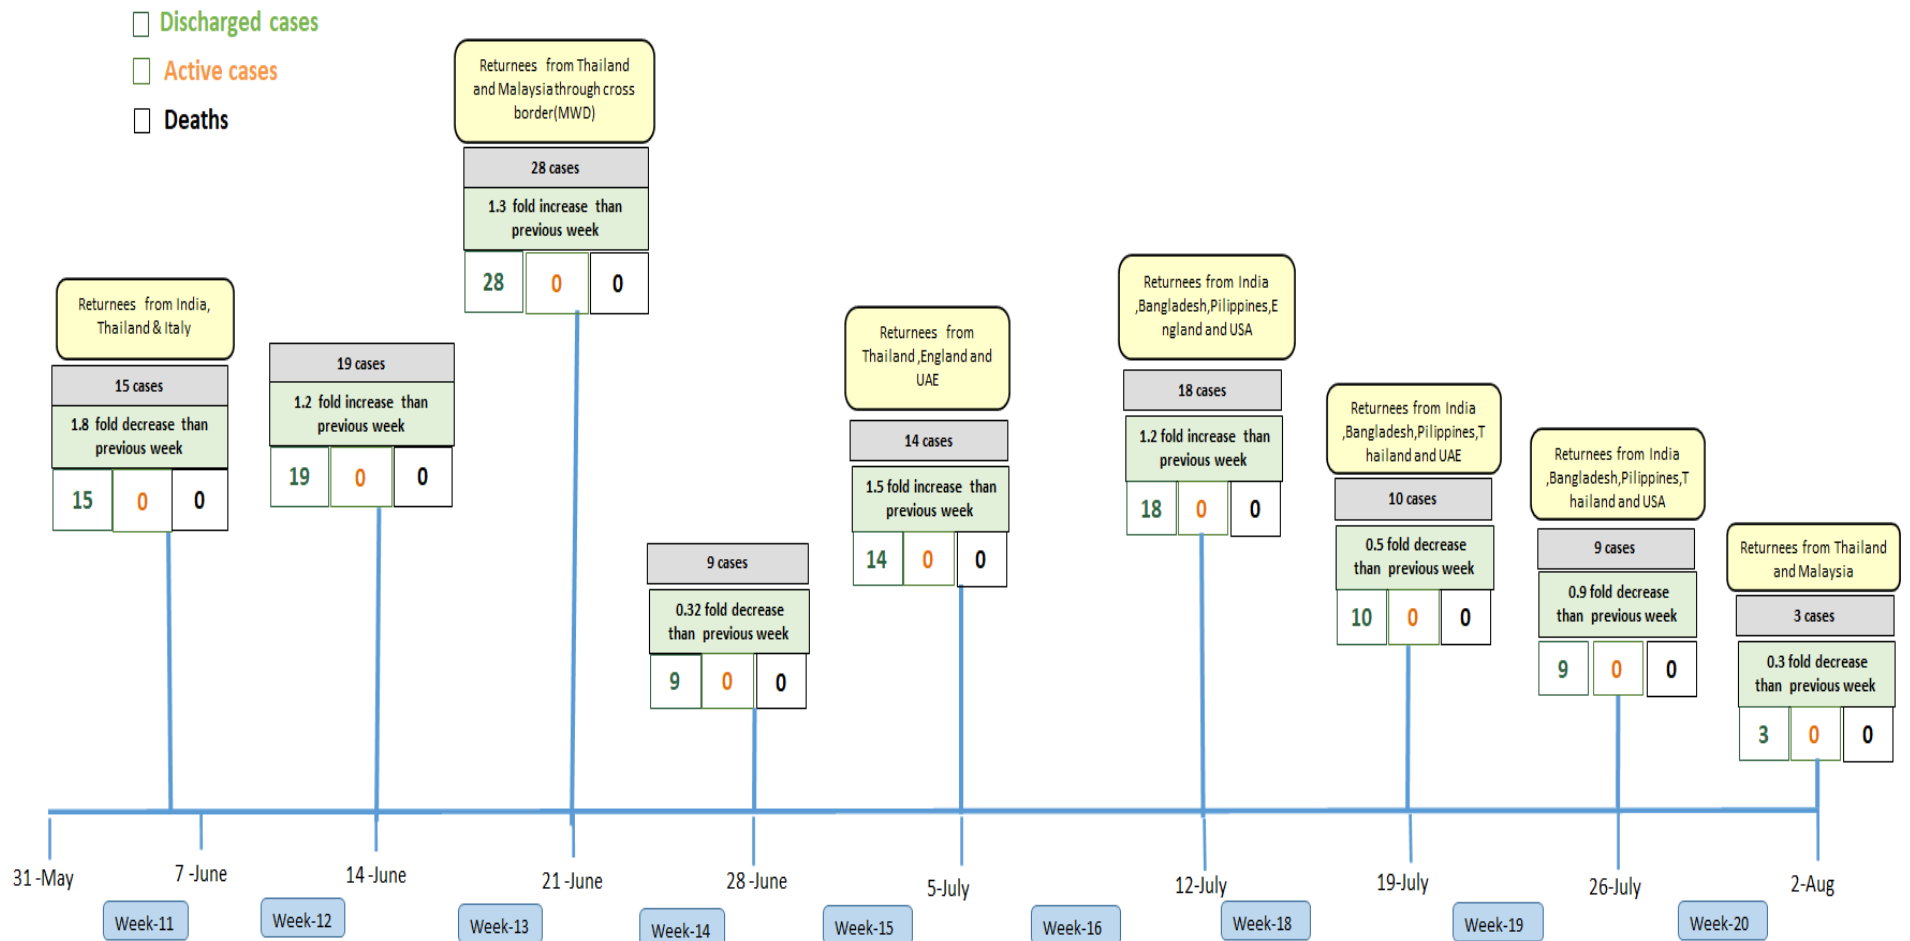 Discharged cases
Active cases
Deaths
Returnees from India,
Thailand & Italy
15 cases
1.8 fold decrease than
previous week
15 0 0
19 cases
1.2 fold increase than
previous week
19 0 0
Returnees from Thailand
and Malaysiathrough cross
border(MWD)
28 cases
1.3 fold increase than
previous week
28 0 0
9 cases
0.32 fold decrease
than previous week
9 0 0
Returnees from
Thailand ,England and
UAE
14 cases
1.5 fold increase than
previous week
14 0 0
Returnees from India
,Bangladesh,Pilippines,E
ngland and USA
18 cases
1.2 fold increase than
previous week
18 0 0
Returnees from India
,Bangladesh,Pilippines,T
hailand and UAE
10 cases
0.5 fold decrease
than previous week
10 0 0
Returnees from India
,Bangladesh,Pilippines,T
hailand and USA
9 cases
0.9 fold decrease
than previous week
9 0 0
Returnees from Thailand
and Malaysia
3 cases
0.3 fold decrease
than previous week
3 0 0
31 -May
7 -June
14 -June
21 -June
28 -June
5-July
12-July
19-July
26-July
2-Aug
Week-11
Week-12
Week-13
Week-14
Week-15
Week-16
Week-18
Week-19
Week-20